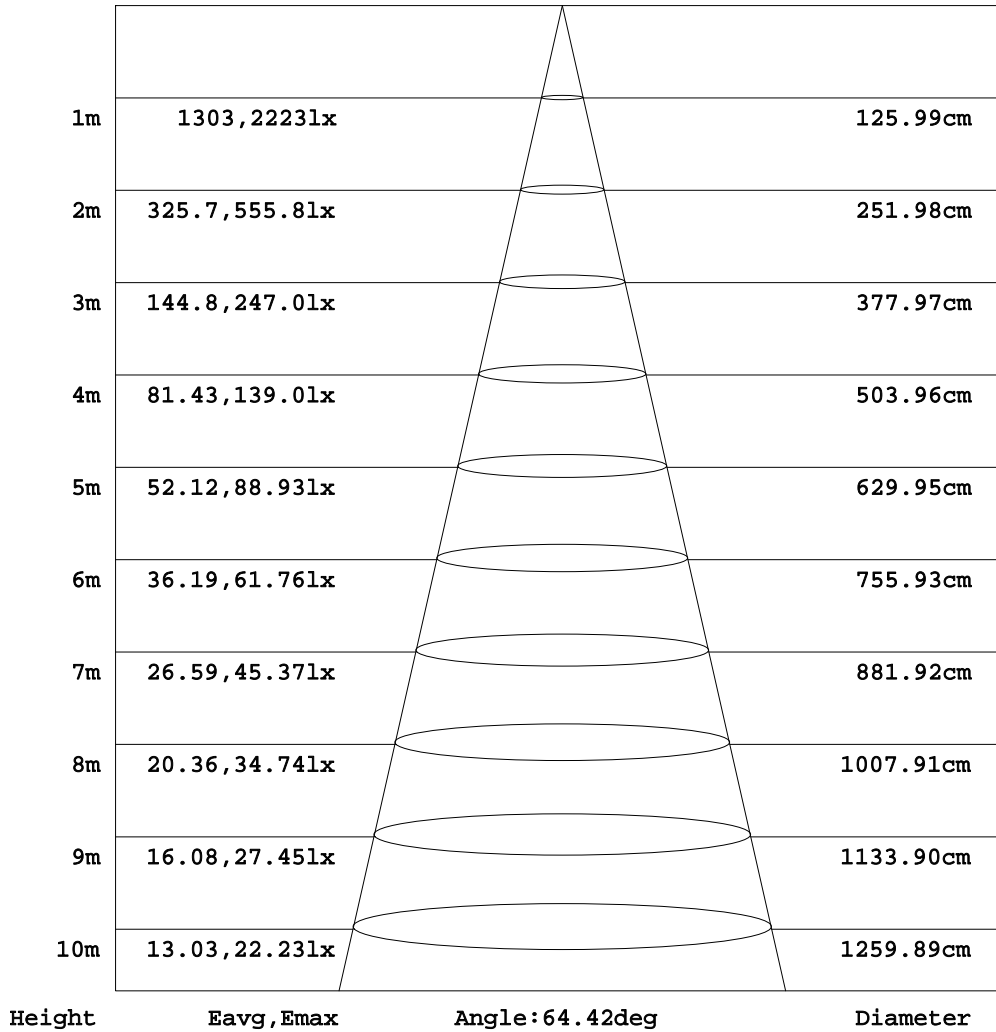 1m 1303,2223lx 125.99cm
2m 325.7,555.8lx 251.98cm
3m 144.8,247.0lx 377.97cm
4m 81.43,139.0lx 503.96cm
5m 52.12,88.93lx 629.95cm
6m 36.19,61.76lx 755.93cm
7m 26.59,45.37lx 881.92cm
8m 20.36,34.74lx 1007.91cm
9m 16.08,27.45lx 1133.90cm
10m 13.03,22.23lx 1259.89cm
Height Eavg,Emax Angle:64.42deg Diameter